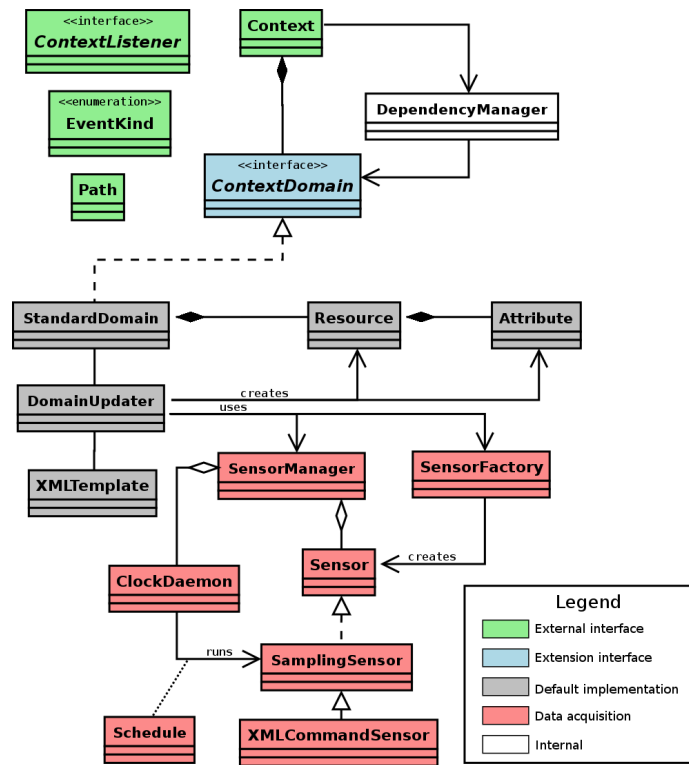 <<interface>>
ContextListener
Context
<<enumeration>>
EventKind
DependencyManager
<<interface>>
ContextDomain
Path
StandardDomain
Resource
Attribute
DomainUpdater
creates
uses
XMLTemplate
SensorManager
SensorFactory
ClockDaemon
Sensor
creates
runs
SamplingSensor
Schedule
XMLCommandSensor
Legend
External interface
Extension interface
Default implementation
Data acquisition
Internal